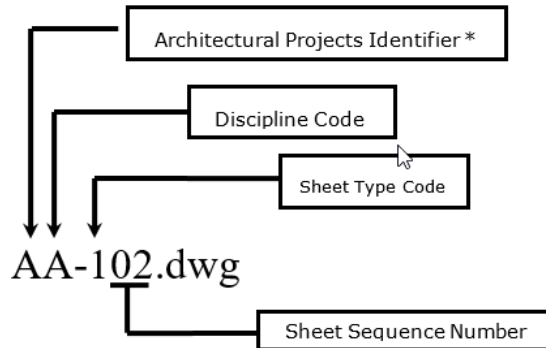 Architectural Projects Identifier *
Discipline Code
Sheet Type Code
AA-102.dwg
Sheet Sequence Number